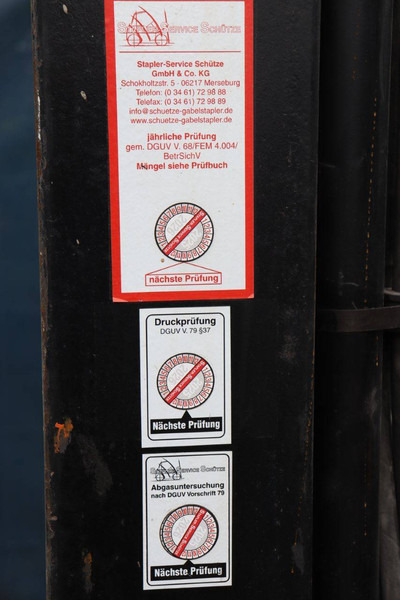 Stapler-Service Schütze
Stapler-Service Schütze
GmbH & Co. KG
Schokholtzstr. 5 · 06217 Merseburg
Telefon: (0 34 61) 72 98 88
Telefax: (0 34 61) 72 98 89
info@schuetze-gabelstapler.de
www.schuetze-gabelstapler.de
jährliche Prüfung
gem. DGUV V. 68/FEM 4.004/
BetrSichV
Mängel siehe Prüfbuch
nächste Prüfung
Druckprüfung
DGUV V. 79 §37
Nächste Prüfung
Stapler-Service Schütze
Abgasuntersuchung
nach DGUV Vorschrift 79
Nächste Prüfung